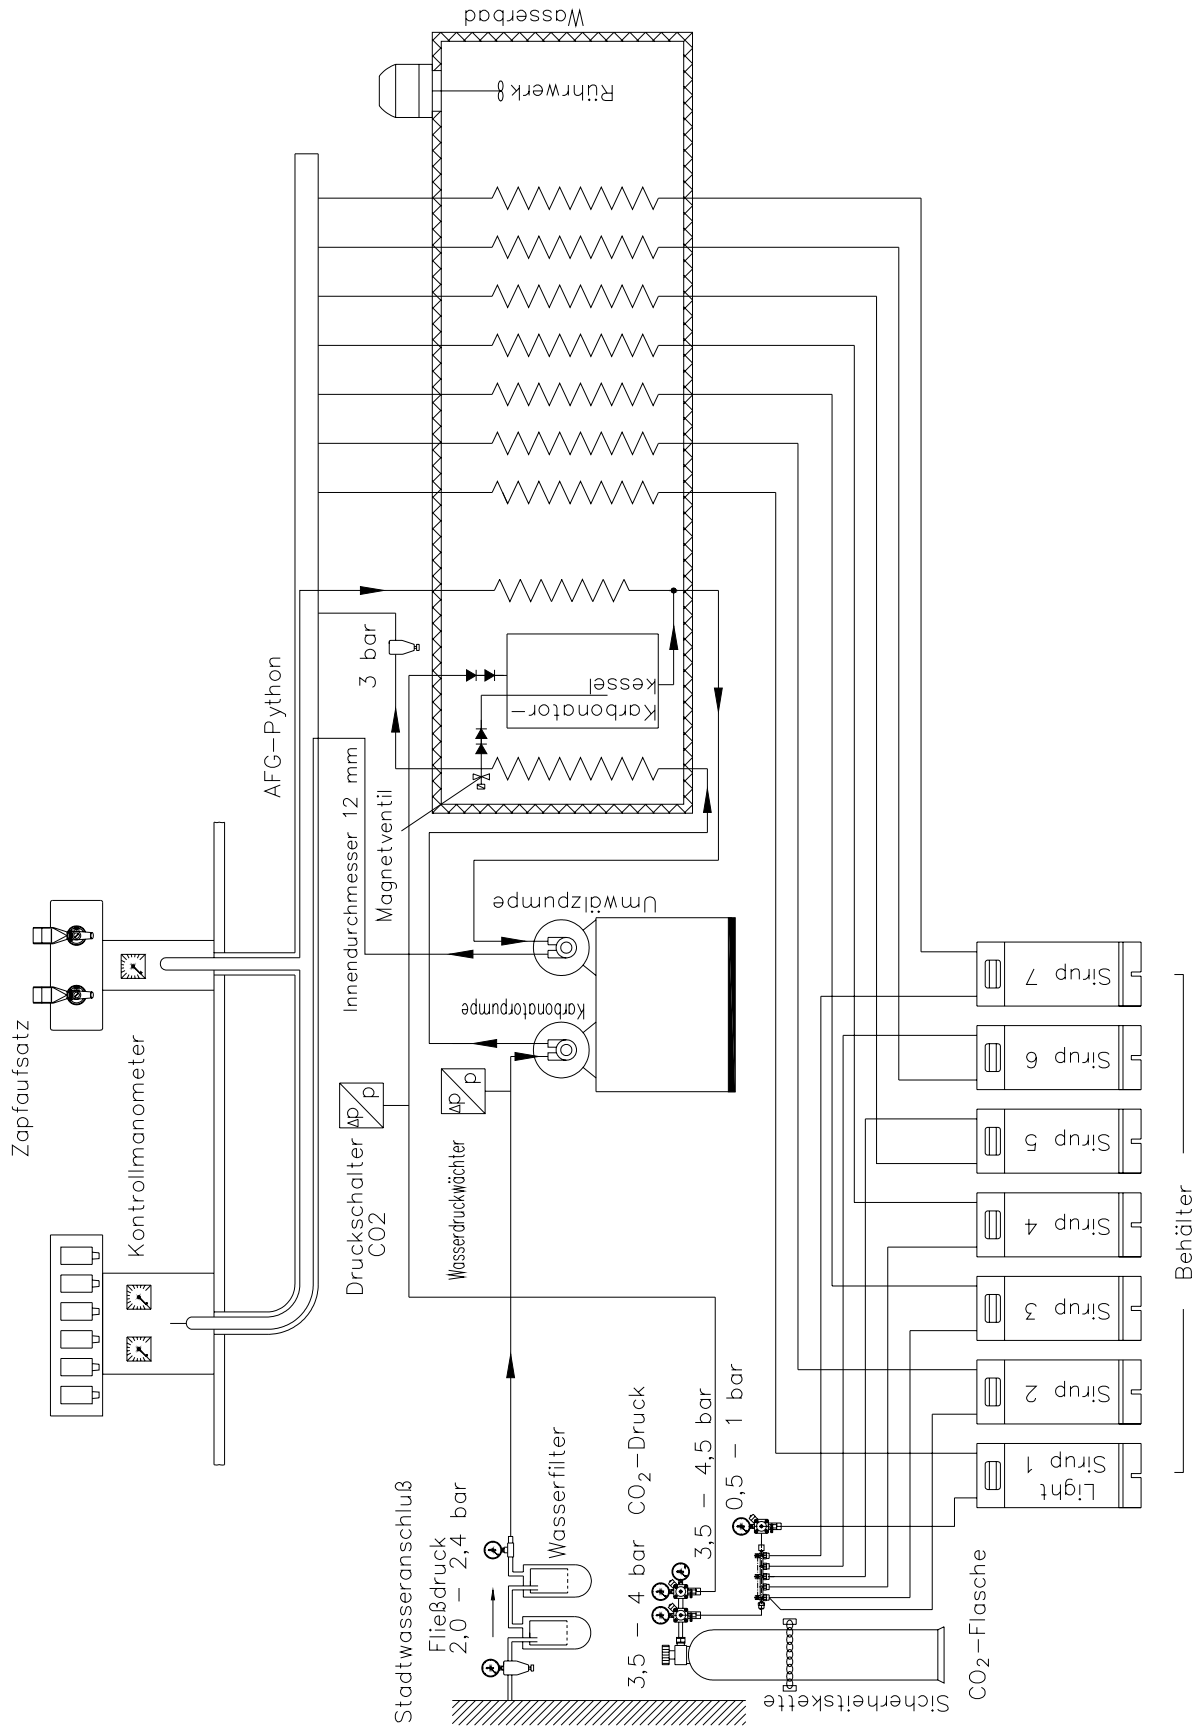 Zapfaufsatz
Kontrollmanometer
AFG-Python
Wasserbad
Rührwerk
3 bar
Karbonator-
kessel
Innendurchmesser 12 mm
Magnetventil
Umwälzpumpe
Karbonatorpumpe
Δp
p
Druckschalter
CO2
Δp
p
Wasserdruckwächter
Stadtwasseranschluß
Fließdruck
2,0 - 2,4 bar
Wasserfilter
3,5 - 4 bar CO₂-Druck
3,5 - 4,5 bar
0,5 - 1 bar
Sicherheitskette
CO₂-Flasche
Light
Sirup
1
Sirup 2
Sirup 3
Sirup 4
Sirup 5
Sirup 6
Sirup 7
Behälter